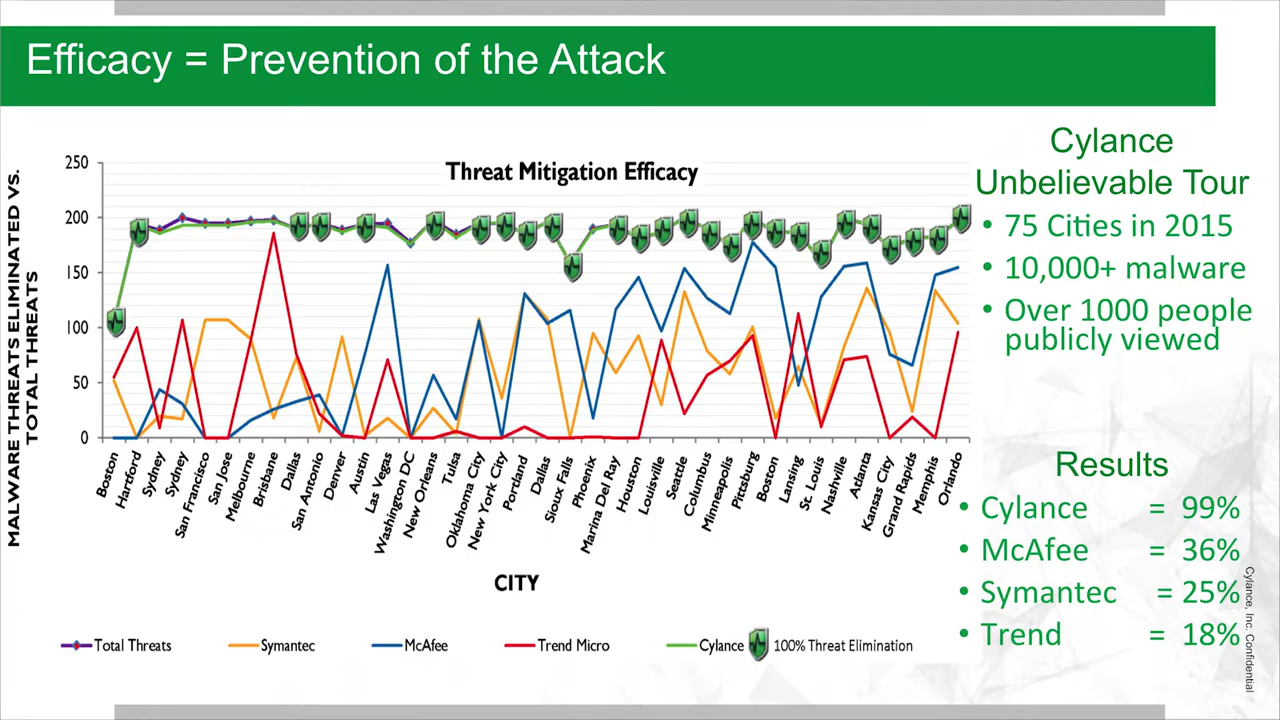 Efficacy = Prevention of the Attack
Threat Mitigation Efficacy
MALWARE THREATS ELIMINATED VS.
TOTAL THREATS
250
200
150
100
50
0
Boston
Hartford
Sydney
Sydney
San Francisco
San Jose
Melbourne
Brisbane
Dallas
San Antonio
Denver
Austin
Las Vegas
Washington DC
New Orleans
Tulsa
Oklahoma City
New York City
Portland
Dallas
Sioux Falls
Phoenix
Marina Del Ray
Houston
Louisville
Seattle
Columbus
Minneapolis
Pittsburg
Boston
Lansing
St. Louis
Nashville
Atlanta
Kansas City
Grand Rapids
Memphis
Orlando
CITY
Total Threats
Symantec
McAfee
Trend Micro
Cylance
100% Threat Elimination
Cylance
Unbelievable Tour
• 75 Cities in 2015
• 10,000+ malware
• Over 1000 people
publicly viewed
Results
• Cylance = 99%
• McAfee = 36%
• Symantec = 25%
• Trend = 18%
Cylance, Inc. Confidential